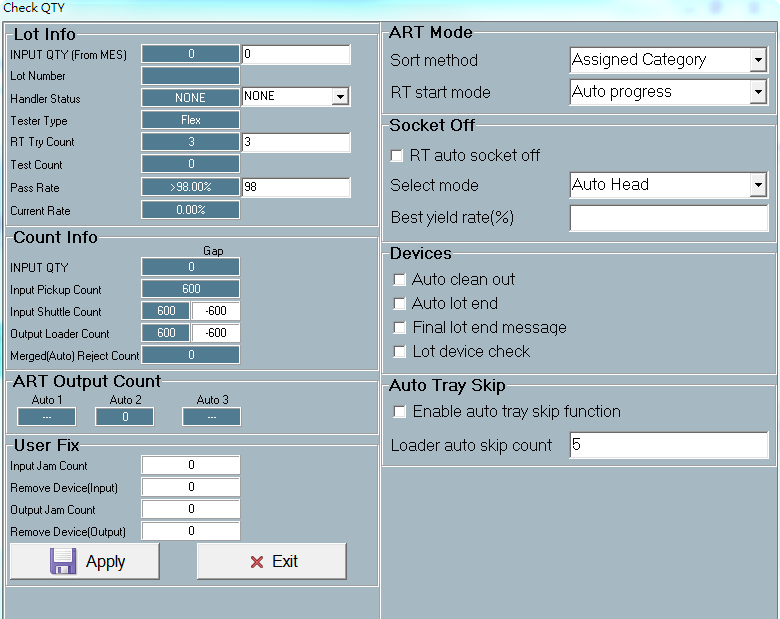 Check QTY
Lot Info
INPUT QTY (From MES) 0 0
Lot Number
Handler Status NONE NONE
Tester Type Flex
RT Try Count 3 3
Test Count 0
Pass Rate >98.00% 98
Current Rate 0.00%
Count Info
Gap
INPUT QTY 0
Input Pickup Count 600
Input Shuttle Count 600 -600
Output Loader Count 600 -600
Merged(Auto) Reject Count 0
ART Output Count
Auto 1 Auto 2 Auto 3
--- 0 ---
User Fix
Input Jam Count 0
Remove Device(Input) 0
Output Jam Count 0
Remove Device(Output) 0
Apply Exit
ART Mode
Sort method Assigned Category
RT start mode Auto progress
Socket Off
RT auto socket off
Select mode Auto Head
Best yield rate(%)
Devices
Auto clean out
Auto lot end
Final lot end message
Lot device check
Auto Tray Skip
Enable auto tray skip function
Loader auto skip count 5